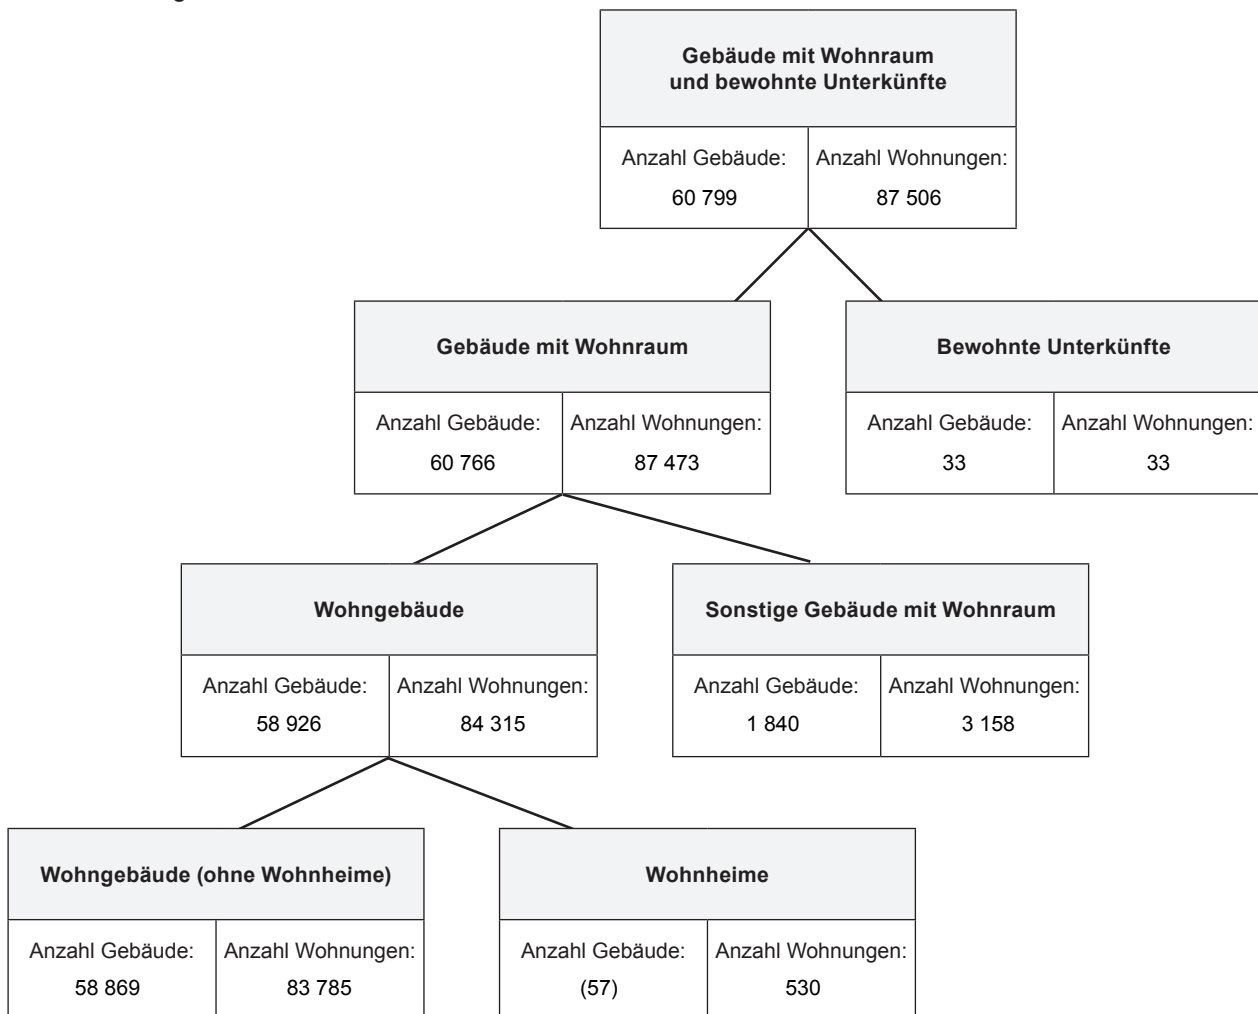 Gebäude mit Wohnraum
und bewohnte Unterkünfte
Anzahl Gebäude: Anzahl Wohnungen:
60 799 87 506
Gebäude mit Wohnraum
Anzahl Gebäude: Anzahl Wohnungen:
60 766 87 473
Bewohnte Unterkünfte
Anzahl Gebäude: Anzahl Wohnungen:
33 33
Wohngebäude
Anzahl Gebäude: Anzahl Wohnungen:
58 926 84 315
Sonstige Gebäude mit Wohnraum
Anzahl Gebäude: Anzahl Wohnungen:
1 840 3 158
Wohngebäude (ohne Wohnheime)
Anzahl Gebäude: Anzahl Wohnungen:
58 869 83 785
Wohnheime
Anzahl Gebäude: Anzahl Wohnungen:
(57) 530